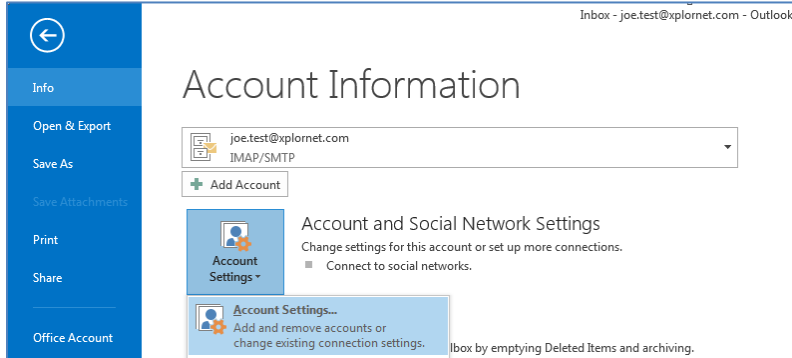 Inbox - joe.test@xplornet.com - Outlook
Info
Open & Export
Save As
Save Attachments
Print
Share
Office Account
Account Information
joe.test@xplornet.com
IMAP/SMTP
Add Account
Account
Settings
Account and Social Network Settings
Change settings for this account or set up more connections.
Connect to social networks.
Account Settings...
Add and remove accounts or
change existing connection settings.
lbox by emptying Deleted Items and archiving.